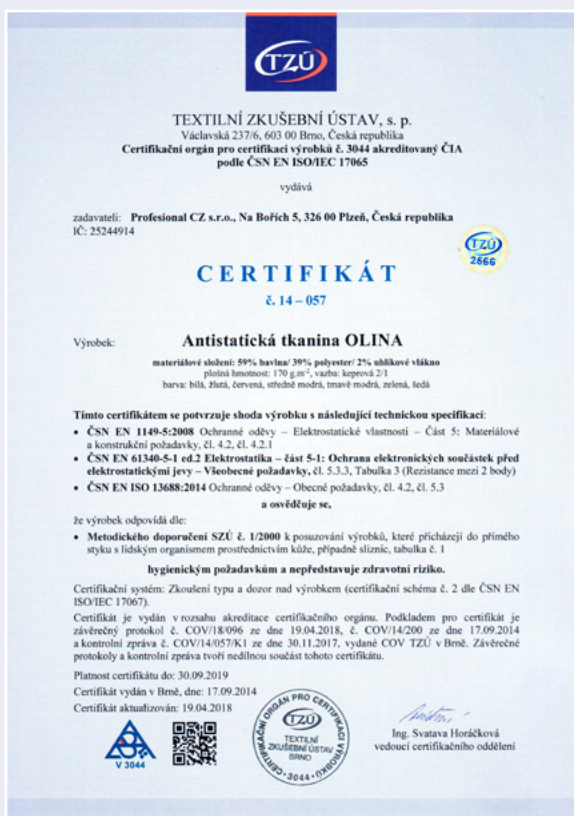 TZÚ
TEXTILNÍ ZKUŠEBNÍ ÚSTAV, s. p.
Václavská 237/6, 603 00 Brno, Česká republika
Certifikační orgán pro certifikaci výrobků č. 3044 akreditovaný ČIA
podle ČSN EN ISO/IEC 17065
vydává
zadavateli: Profesional CZ s.r.o., Na Bořích 5, 326 00 Plzeň, Česká republika
IČ: 25244914
TZÚ
2566
CERTIFIKÁT
č. 14 – 057
Výrobek: Antistatická tkanina OLINA
materiálové složení: 59% bavlna/ 39% polyester/ 2% uhlíkové vlákno
plošná hmotnost: 170 g.m-², vazba: keprová 2/1
barva: bílá, žlutá, červená, středně modrá, tmavě modrá, zelená, šedá
Tímto certifikátem se potvrzuje shoda výrobku s následující technickou specifikací:
• ČSN EN 1149-5:2008 Ochranné oděvy – Elektrostatické vlastnosti – Část 5: Materiálové
a konstrukční požadavky, čl. 4.2, čl. 4.2.1
• ČSN EN 61340-5-1 ed.2 Elektrostatika – část 5-1: Ochrana elektronických součástek před
elektrostatickými jevy – Všeobecné požadavky, čl. 5.3.3, Tabulka 3 (Rezistance mezi 2 body)
• ČSN EN ISO 13688:2014 Ochranné oděvy – Obecné požadavky, čl. 4.2, čl. 5.3
a osvědčuje se,
že výrobek odpovídá dle:
• Metodického doporučení SZÚ č. 1/2000 k posuzování výrobků, které přicházejí do přímého
styku s lidským organismem prostřednictvím kůže, případně sliznic, tabulka č. 1
hygienickým požadavkům a nepředstavuje zdravotní riziko.
Certifikační systém: Zkoušení typu a dozor nad výrobkem (certifikační schéma č. 2 dle ČSN EN
ISO/IEC 17067).
Certifikát je vydán v rozsahu akreditace certifikačního orgánu. Podkladem pro certifikát je
závěrečný protokol č. COV/18/096 ze dne 19.04.2018, č. COV/14/200 ze dne 17.09.2014
a kontrolní zpráva č. COV/14/057/K1 ze dne 30.11.2017, vydané COV TZÚ v Brně. Závěrečné
protokoly a kontrolní zpráva tvoří nedílnou součást tohoto certifikátu.
Platnost certifikátu do: 30.09.2019
Certifikát vydán v Brně, dne: 17.09.2014
Certifikát aktualizován: 19.04.2018
V 3044
CERTIFIKAČNÍ ORGÁN PRO CERTIFIKACI VÝROBKŮ
TZÚ
TEXTILNÍ
ZKUŠEBNÍ ÚSTAV
BRNO
• 3044 •
Ing. Svatava Horáčková
vedoucí certifikačního oddělení